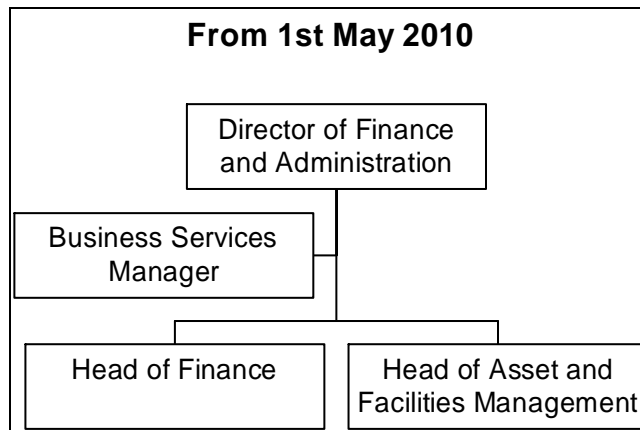 From 1st May 2010
Director of Finance
and Administration
Business Services
Manager
Head of Finance
Head of Asset and
Facilities Management